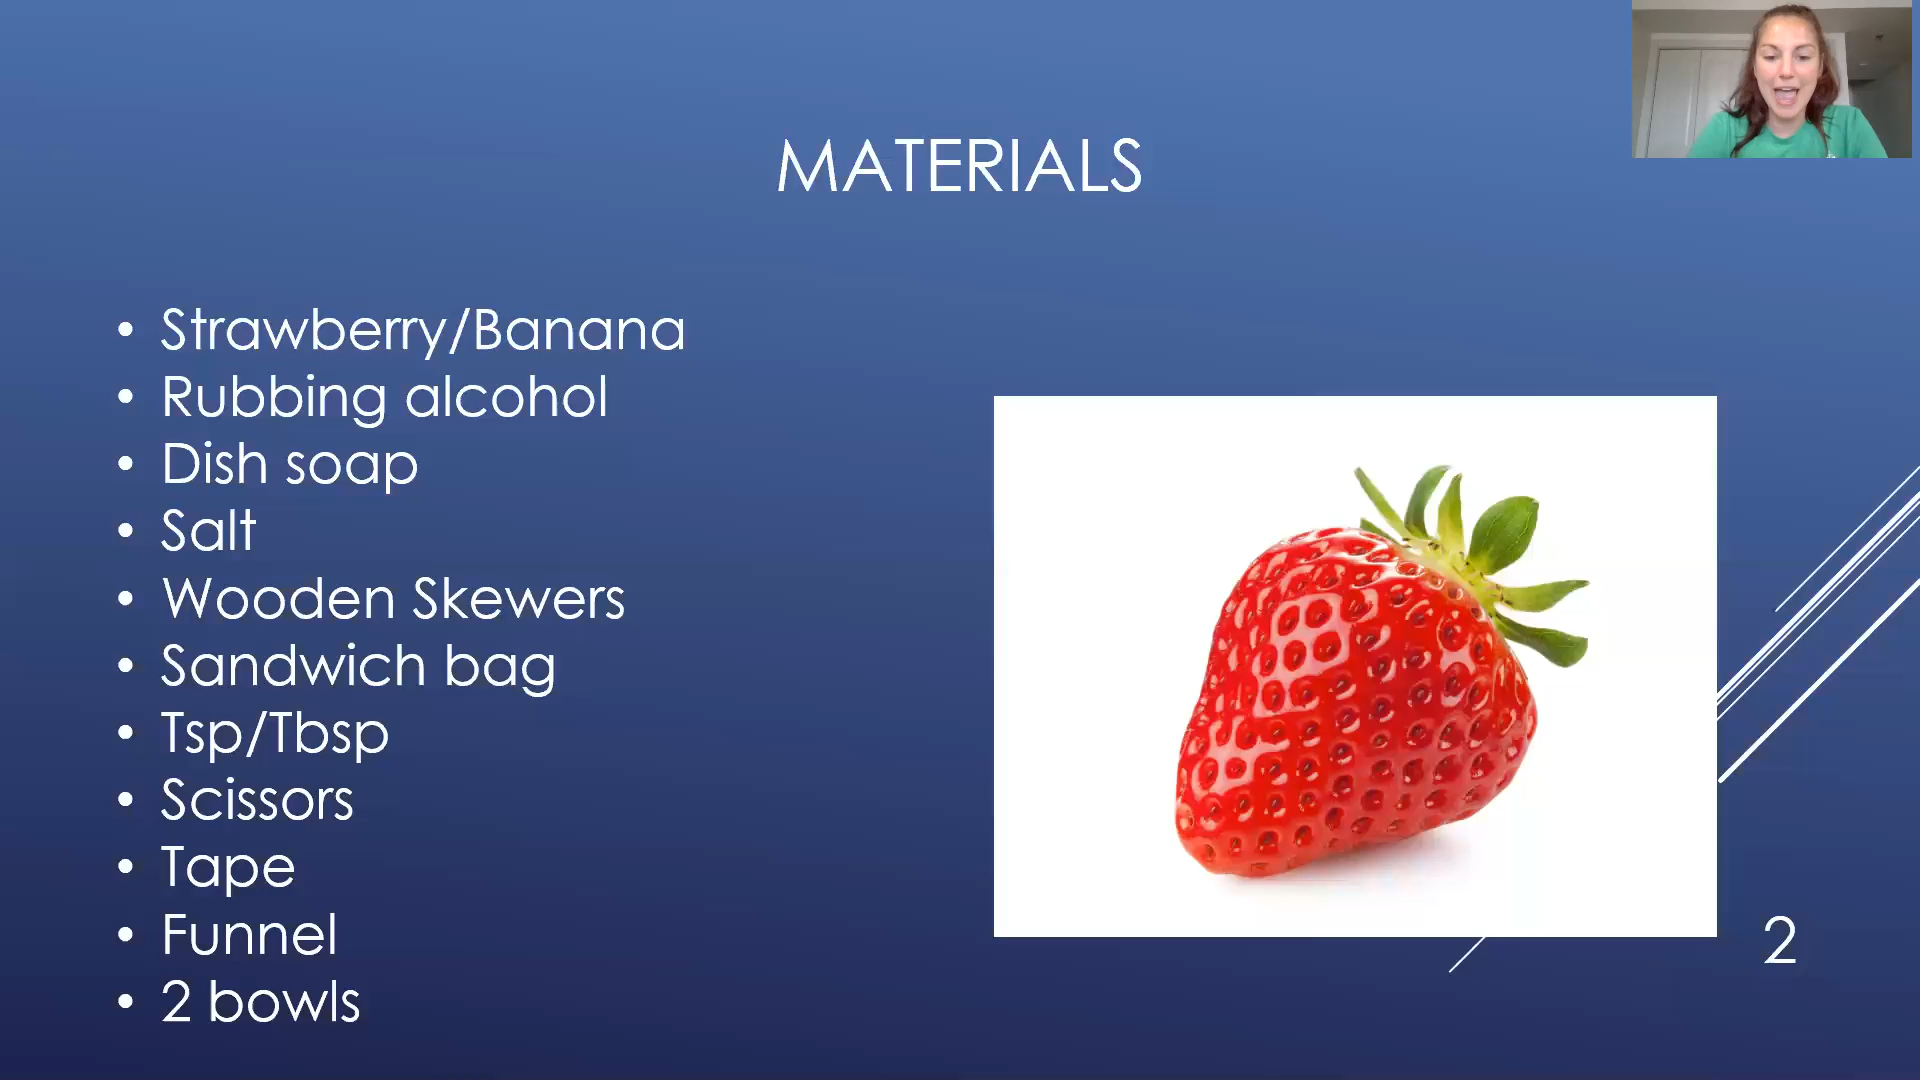 MATERIALS
• Strawberry/Banana
• Rubbing alcohol
• Dish soap
• Salt
• Wooden Skewers
• Sandwich bag
• Tsp/Tbsp
• Scissors
• Tape
• Funnel
• 2 bowls
2